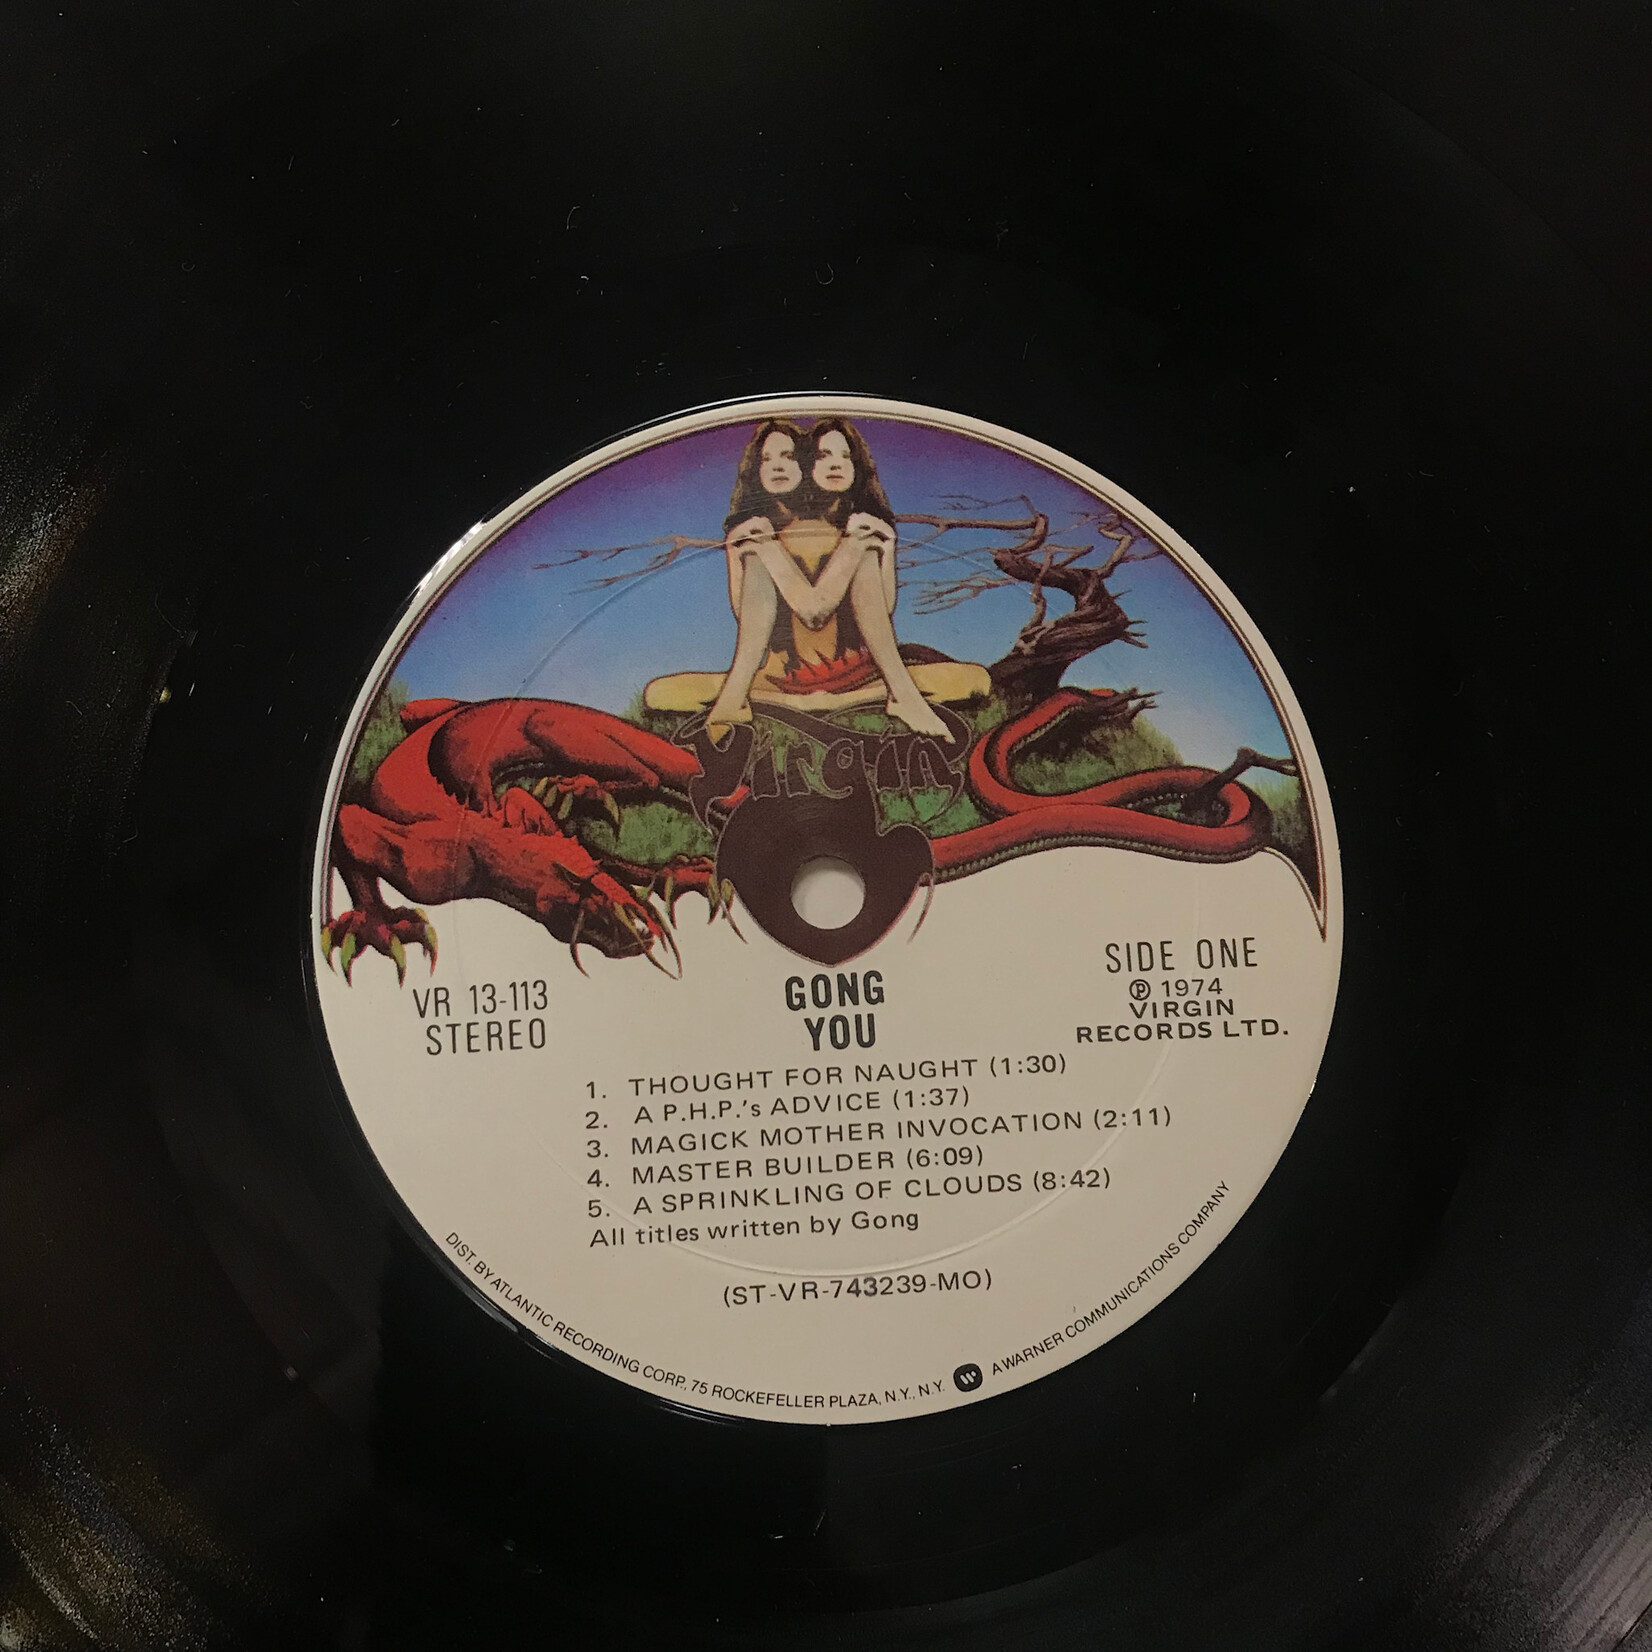 Virgin
VR 13-113
STEREO
GONG
YOU
SIDE ONE
℗ 1974
VIRGIN
RECORDS LTD.
1. THOUGHT FOR NAUGHT (1:30)
2. A P.H.P.'s ADVICE (1:37)
3. MAGICK MOTHER INVOCATION (2:11)
4. MASTER BUILDER (6:09)
5. A SPRINKLING OF CLOUDS (8:42)
All titles written by Gong
(ST-VR-743239-MO)
DIST. BY ATLANTIC RECORDING CORP., 75 ROCKEFELLER PLAZA, N.Y., N.Y. W A WARNER COMMUNICATIONS COMPANY